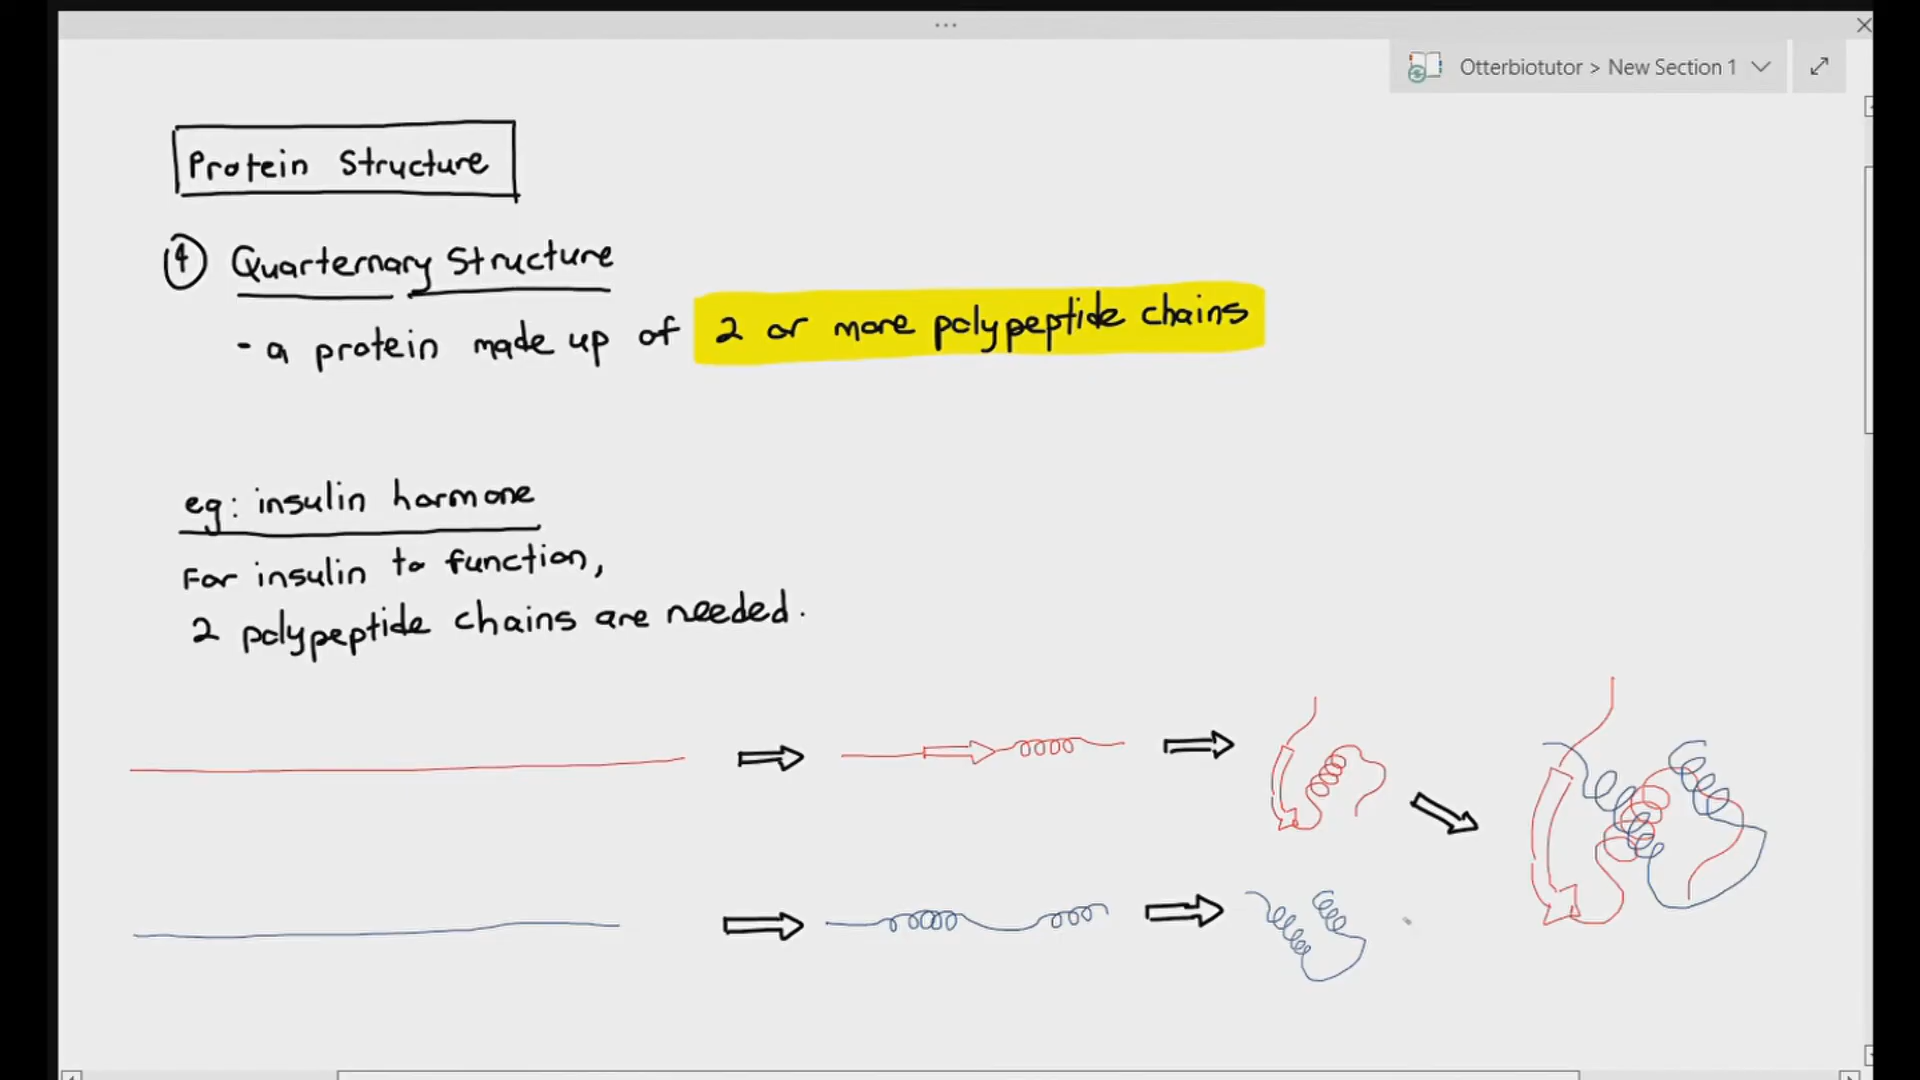 ...
Otterbiotutor > New Section 1
Protein Structure
④ Quarternary Structure
- a protein made up of 2 or more polypeptide chains
eg: insulin hormone
For insulin to function,
2 polypeptide chains are needed.